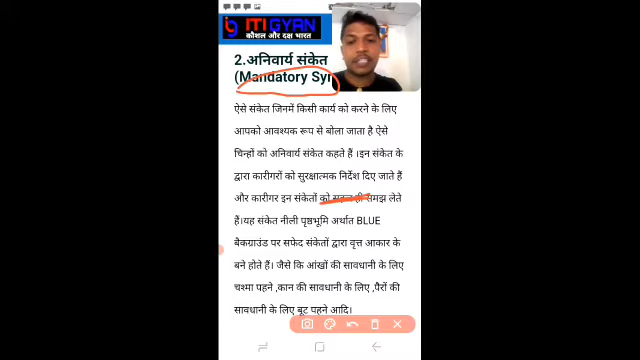 ITI GYAN
कौशल और दक्ष भारत
2.अनिवार्य संकेत
(Mandatory
ऐसे संकेत जिनमें किसी कार्य को करने के लिए
आपको आवश्यक रूप से बोला जाता है ऐसे
चिन्हों को अनिवार्य संकेत कहते हैं ।इन संकेत के
द्वारा कारीगरों को सुरक्षात्मक निर्देश दिए जाते हैं
और कारीगर इन संकेतों को समझ लेते
हैं।यह संकेत नीली पृष्ठभूमि अर्थात BLUE
बैकग्राउंड पर सफेद संकेतों द्वारा वृत्त आकार के
बने होते हैं। जैसे कि आंखों की सावधानी के लिए
चश्मा पहने ,कान की सावधानी के लिए ,पैरों की
सावधानी के लिए बूट पहने आदि।